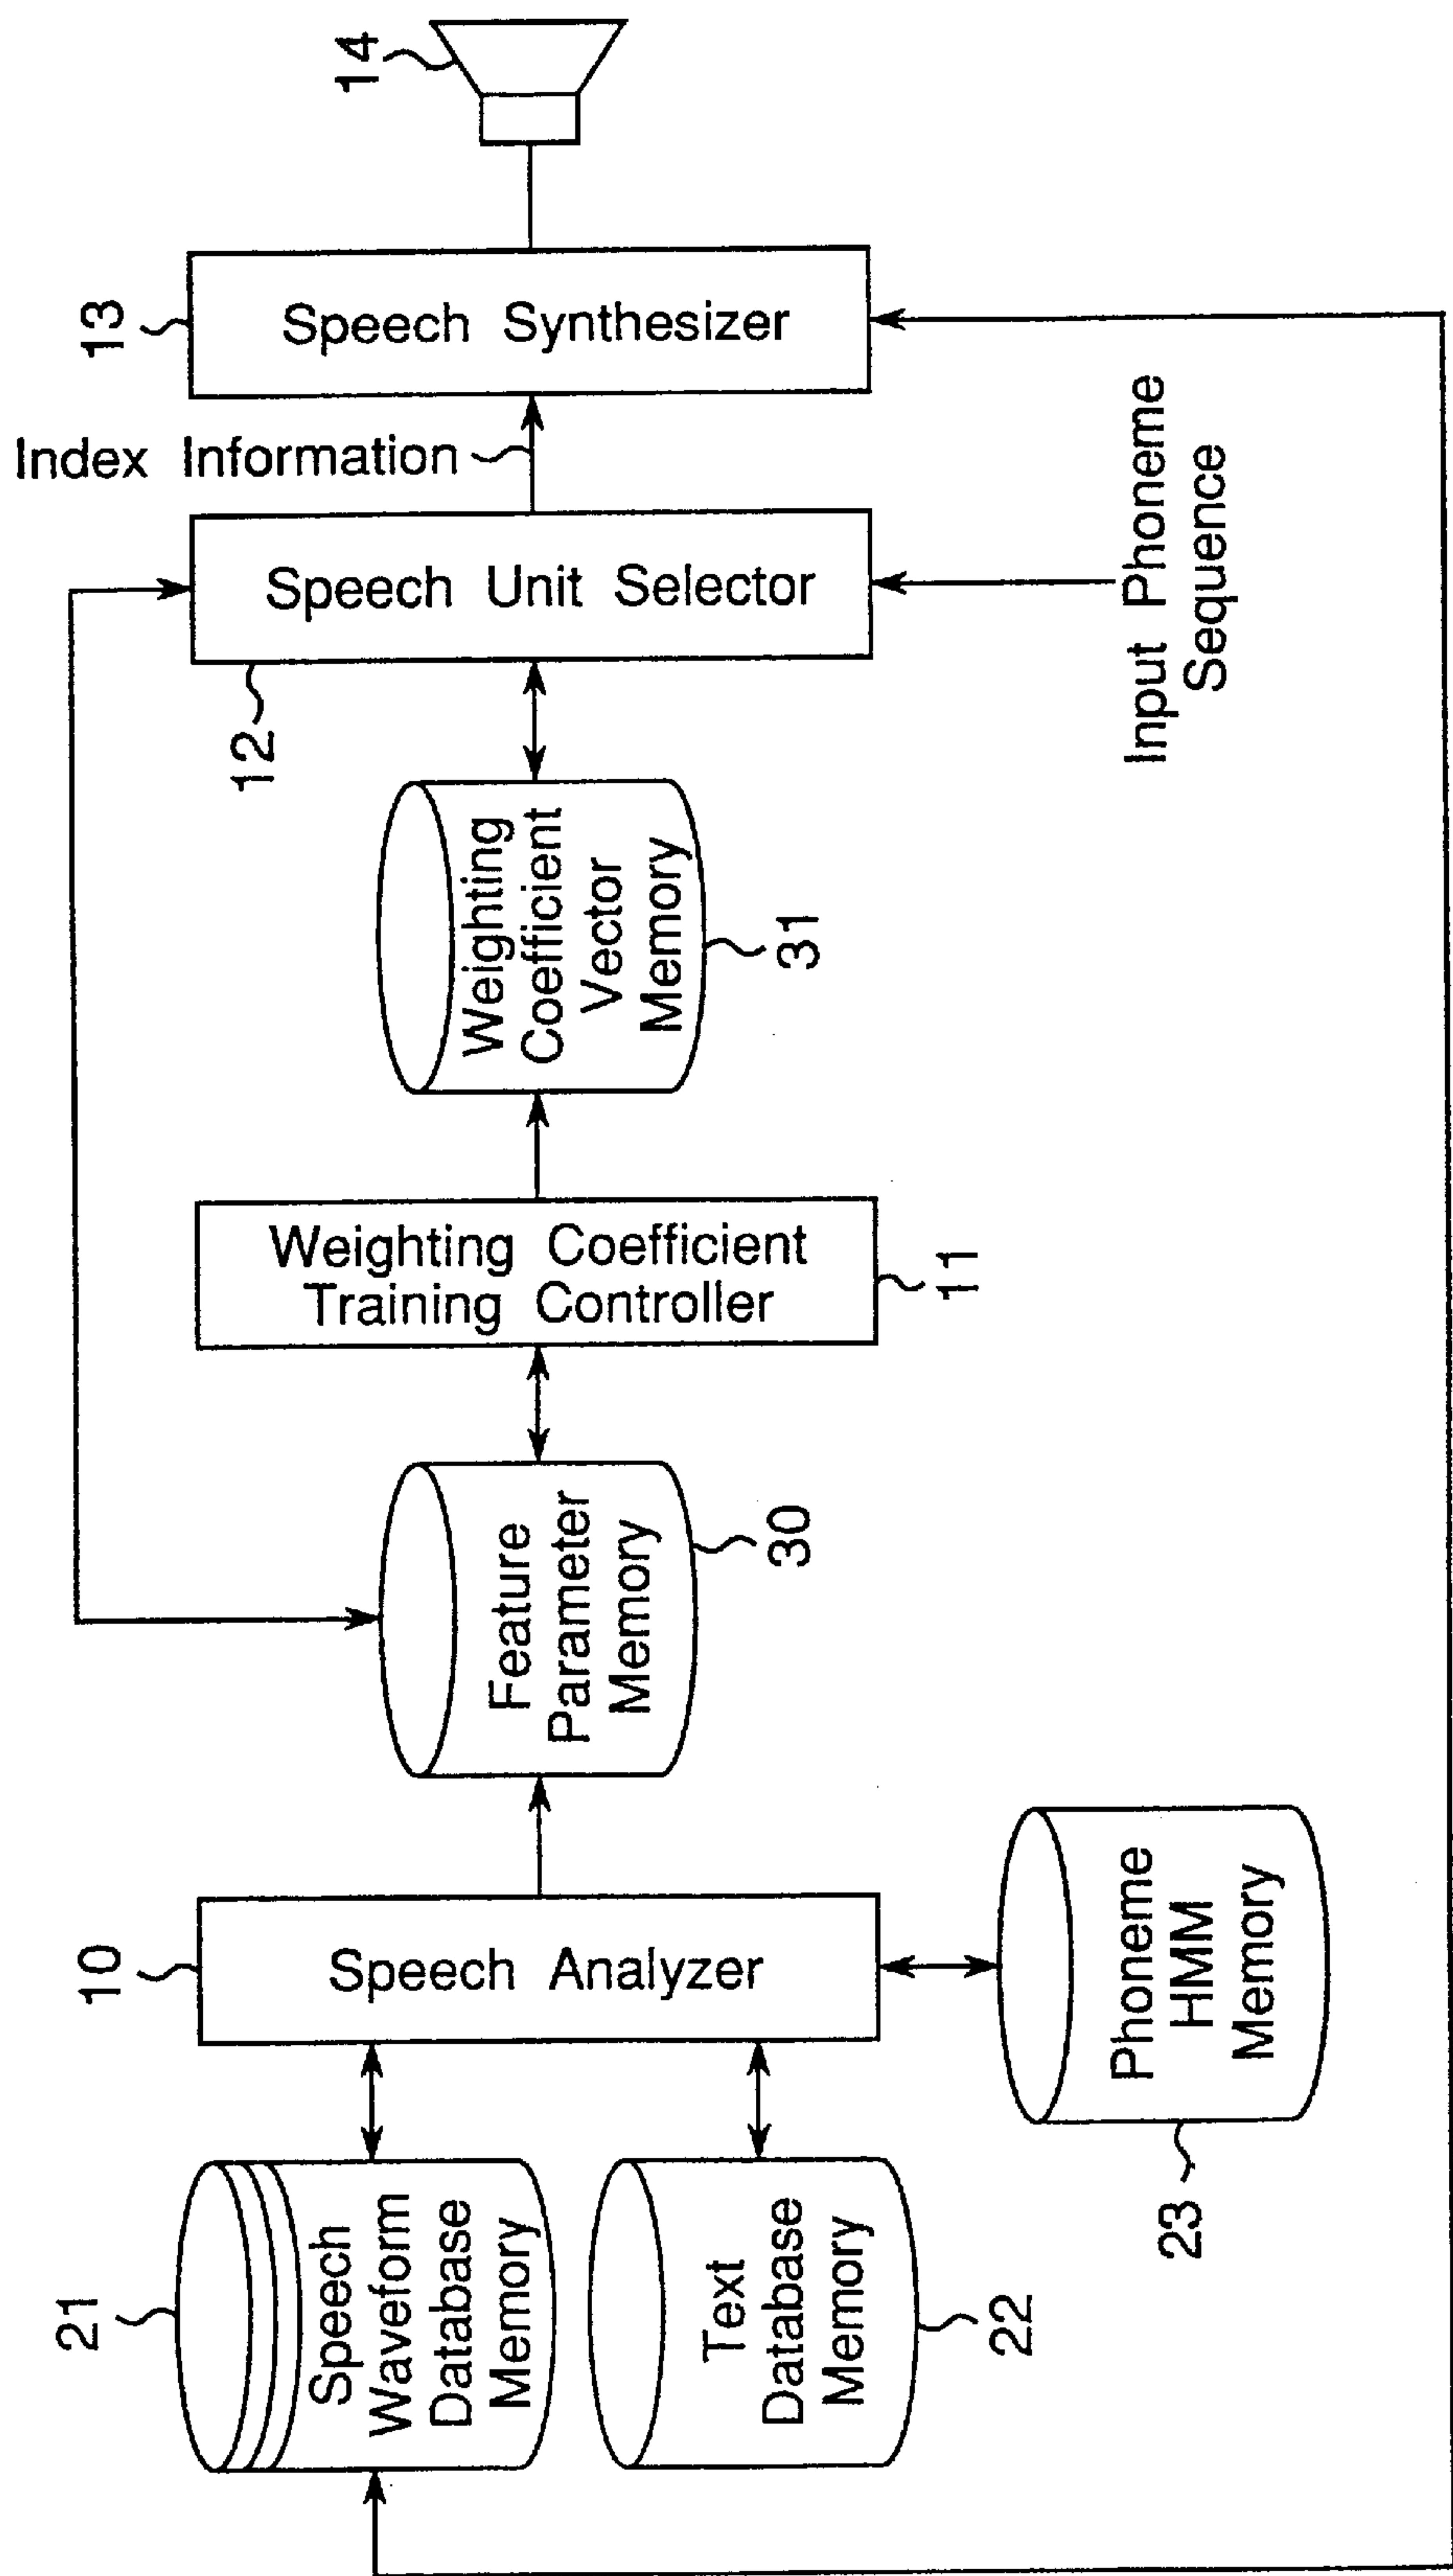 21
Speech
Waveform
Database
Memory
Text
Database
Memory
22
10
Speech Analyzer
Phoneme
HMM
Memory
23
Feature
Parameter
Memory
30
Weighting Coefficient
Training Controller
11
Weighting
Coefficient
Vector
Memory
31
12
Speech Unit Selector
Input Phoneme
Sequence
Index Information
13
Speech Synthesizer
14